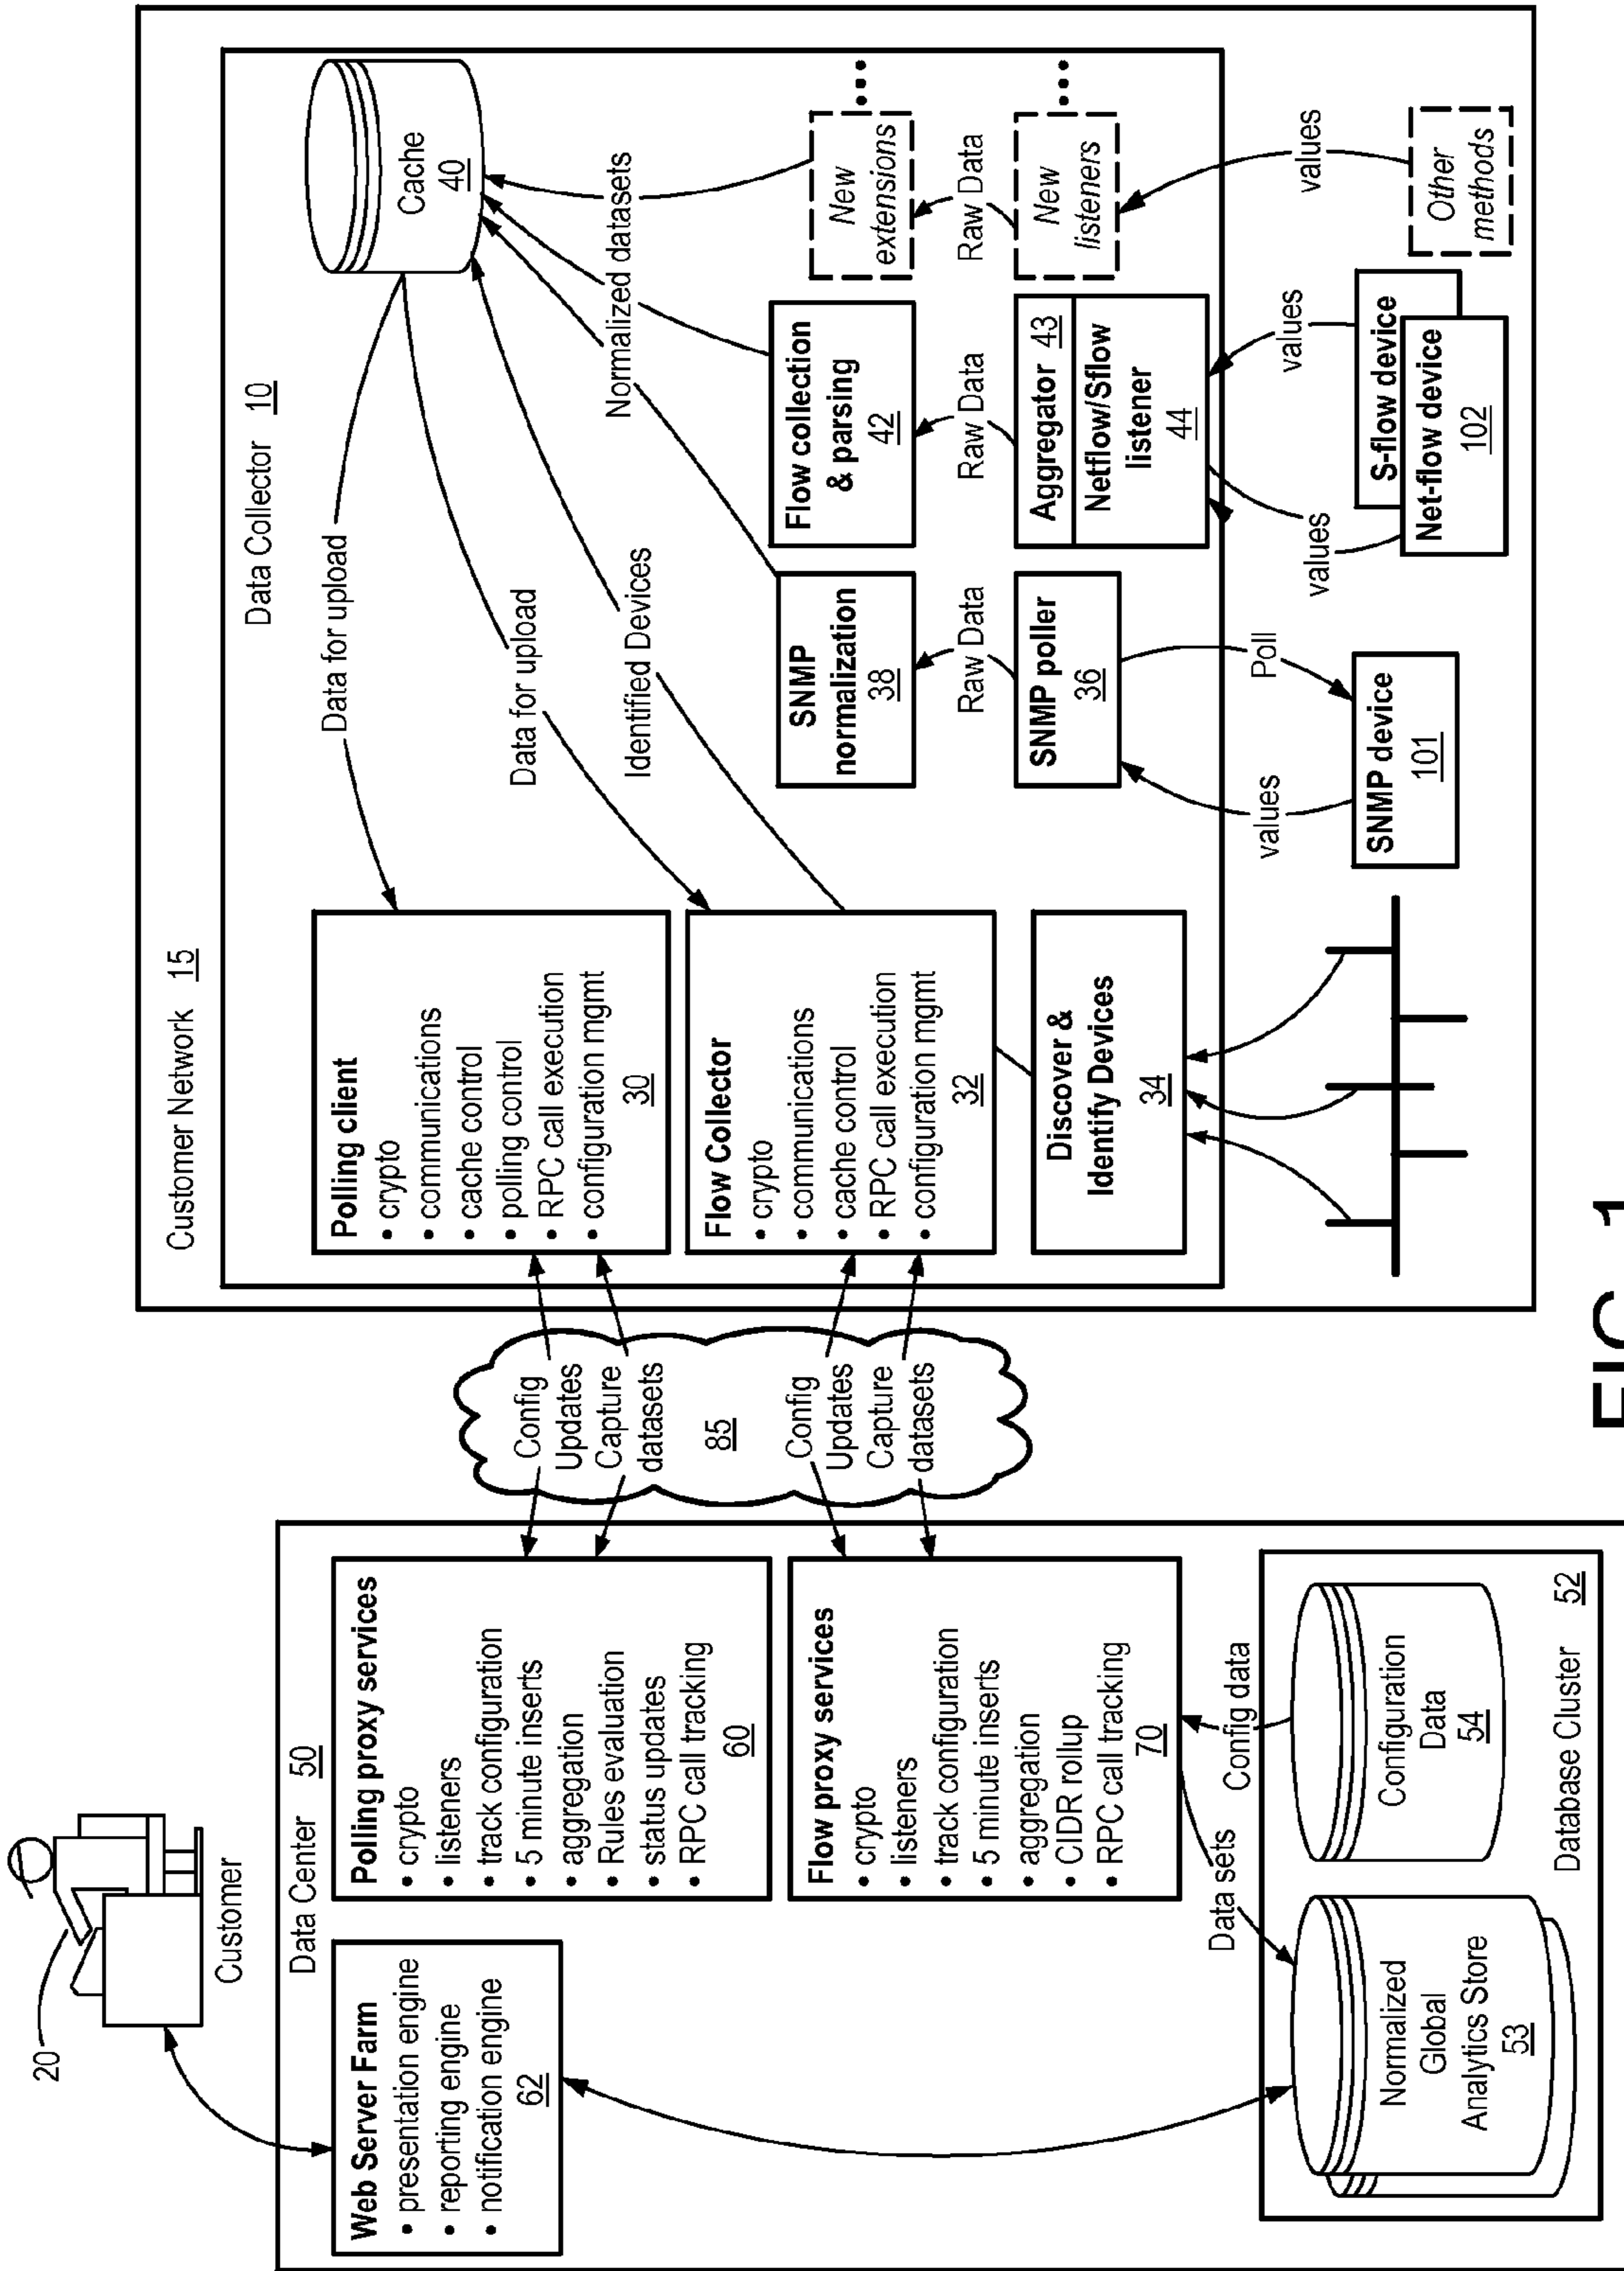 20
Customer
Data Center 50
Web Server Farm
• presentation engine
• reporting engine
• notification engine
62
Polling proxy services
• crypto
• listeners
• track configuration
• 5 minute inserts
• aggregation
• Rules evaluation
• status updates
• RPC call tracking
60
Flow proxy services
• crypto
• listeners
• track configuration
• 5 minute inserts
• aggregation
• CIDR rollup
• RPC call tracking
70
Data sets
Config data
Normalized
Global
Analytics Store
53
Configuration
Data
54
Database Cluster 52
Config
Updates
Capture
datasets
85
Config
Updates
Capture
datasets
Customer Network 15
Data Collector 10
Polling client
• crypto
• communications
• cache control
• polling control
• RPC call execution
• configuration mgmt
30
Flow Collector
• crypto
• communications
• cache control
• RPC call execution
• configuration mgmt
32
Discover &
Identify Devices
34
Data for upload
Data for upload
Identified Devices
Normalized datasets
Cache
40
SNMP
normalization
38
Flow collection
& parsing
42
New
extensions
Raw Data
Raw Data
Raw Data
SNMP poller
36
Aggregator 43
Netflow/Sflow
listener
44
New
listeners
values
Poll
values
values
values
SNMP device
101
S-flow device
Net-flow device
102
Other
methods
FIG. 1